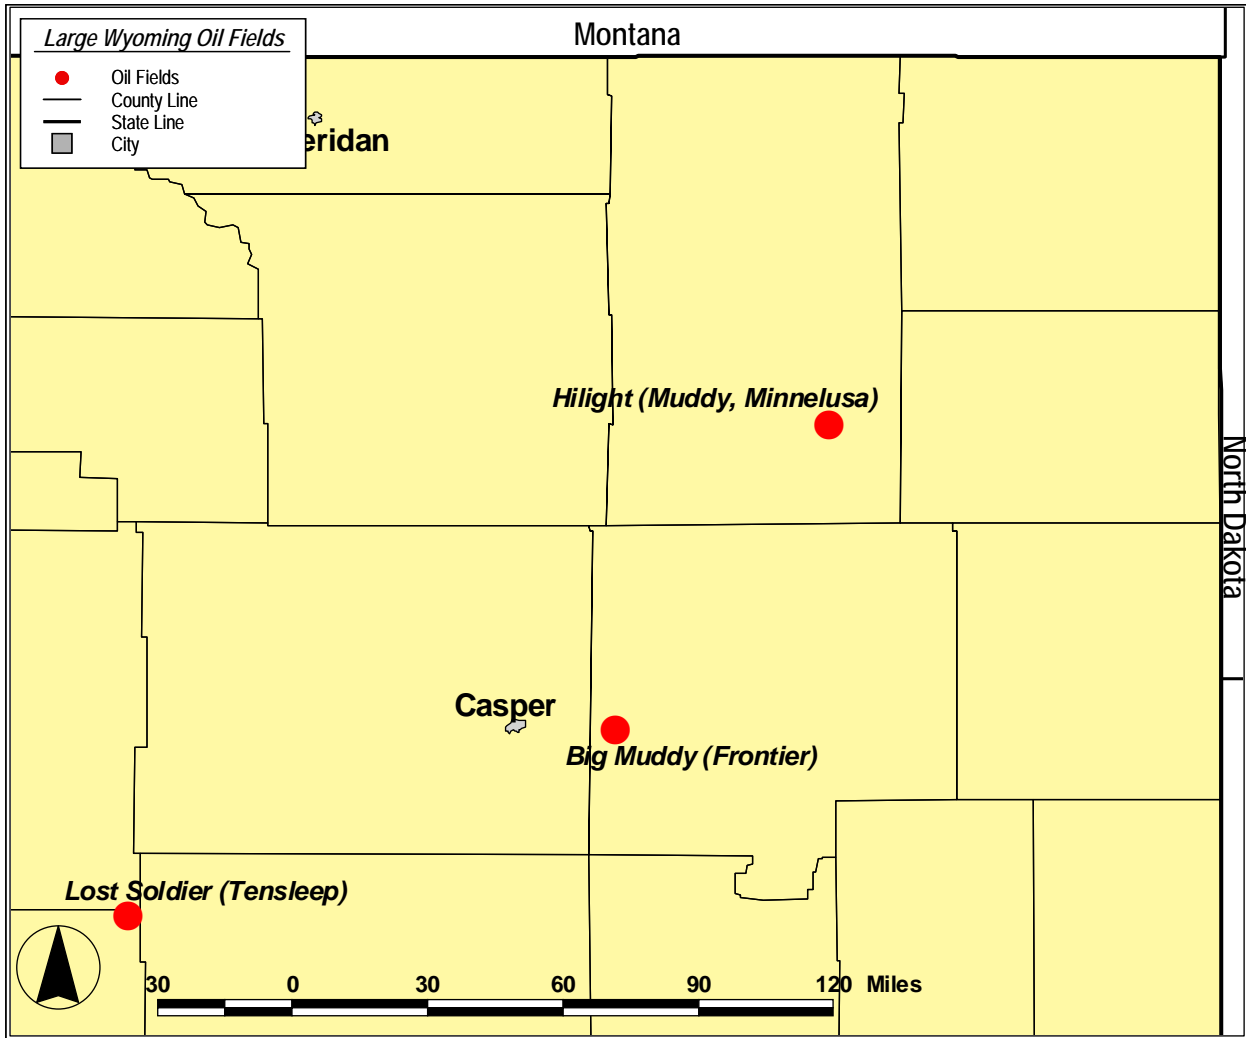 Large Wyoming Oil Fields
Oil Fields
County Line
State Line
City
Montana
eridan
Hilight (Muddy, Minnelusa)
North Dakota
Casper
Big Muddy (Frontier)
Lost Soldier (Tensleep)
30 0 30 60 90 120 Miles